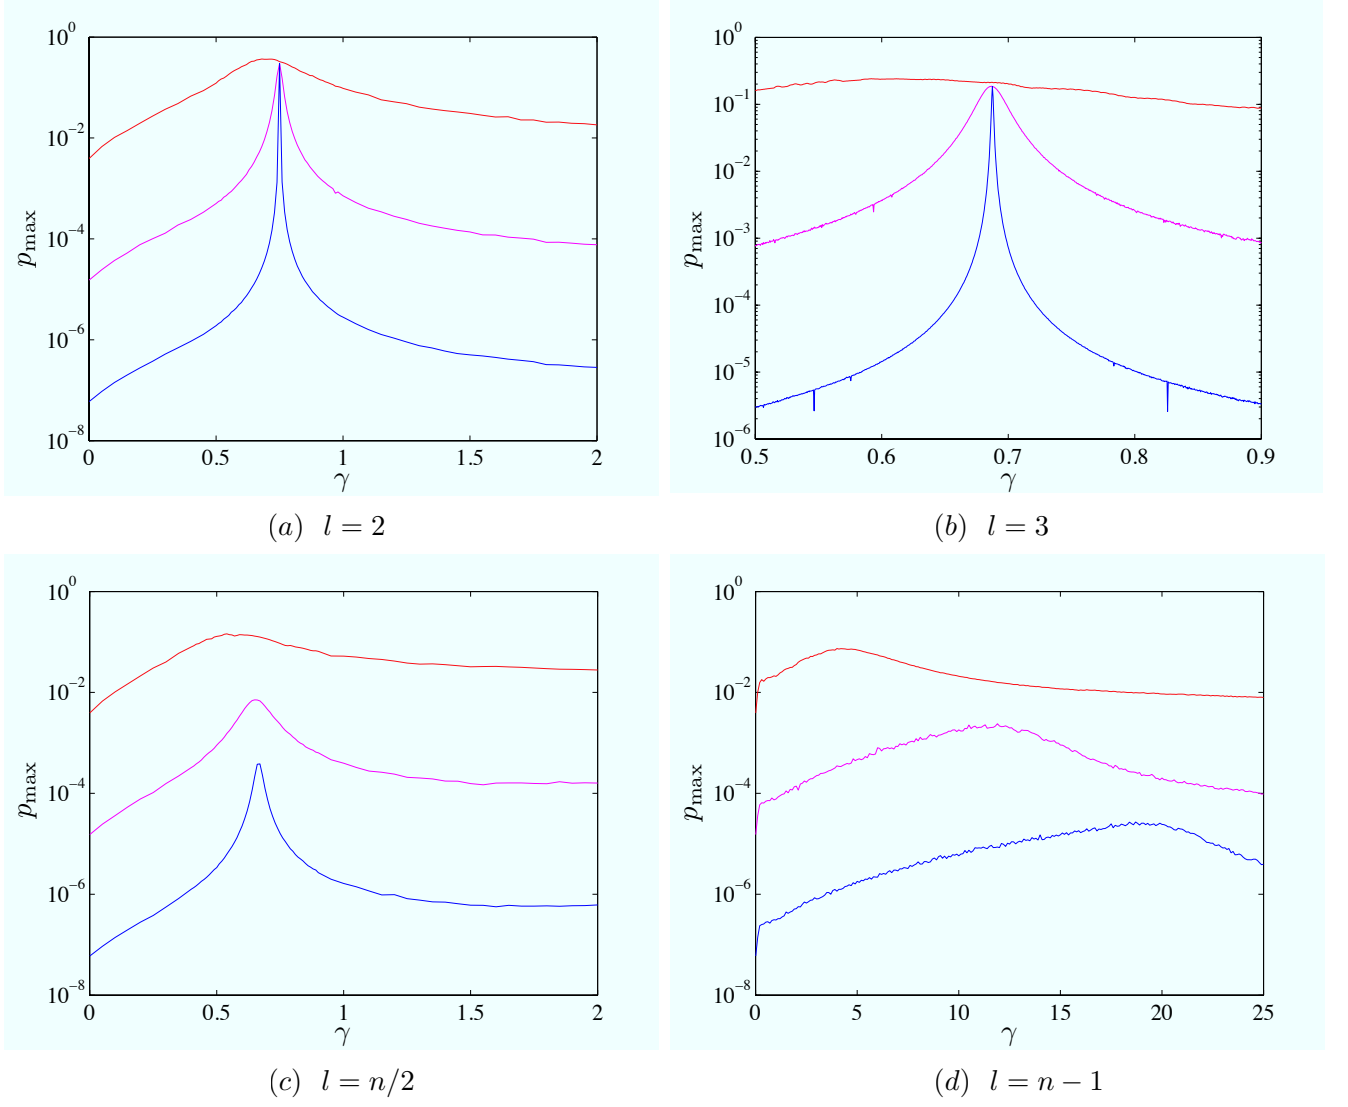 10^0
10^−2
10^−4
10^−6
10^−8
p_max
0 0.5 1 1.5 2
γ
(a) l = 2
10^0
10^−1
10^−2
10^−3
10^−4
10^−5
10^−6
p_max
0.5 0.6 0.7 0.8 0.9
γ
(b) l = 3
10^0
10^−2
10^−4
10^−6
10^−8
p_max
0 0.5 1 1.5 2
γ
(c) l = n/2
10^0
10^−2
10^−4
10^−6
10^−8
p_max
0 5 10 15 20 25
γ
(d) l = n − 1